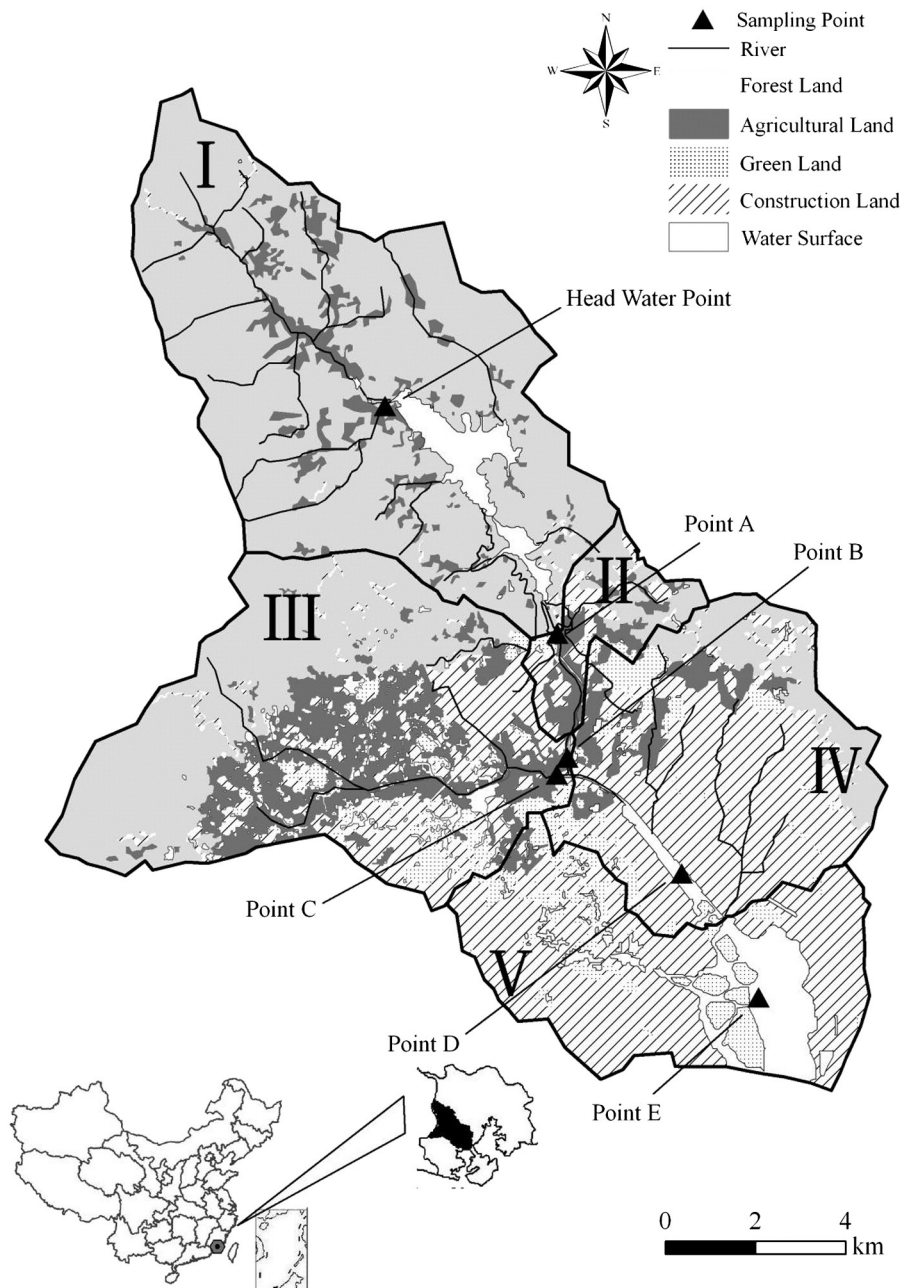 Sampling Point
River
Forest Land
Agricultural Land
Green Land
Construction Land
Water Surface
N
W
E
S
I
Head Water Point
Point A
Point B
II
III
IV
Point C
V
Point D
Point E
0 2 4
km